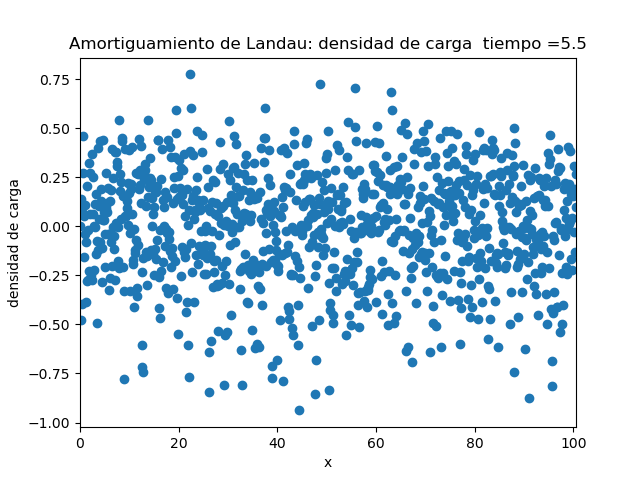 Amortiguamiento de Landau: densidad de carga  tiempo =5.5
densidad de carga
0.75
0.50
0.25
0.00
−0.25
−0.50
−0.75
−1.00
0 20 40 60 80 100
x